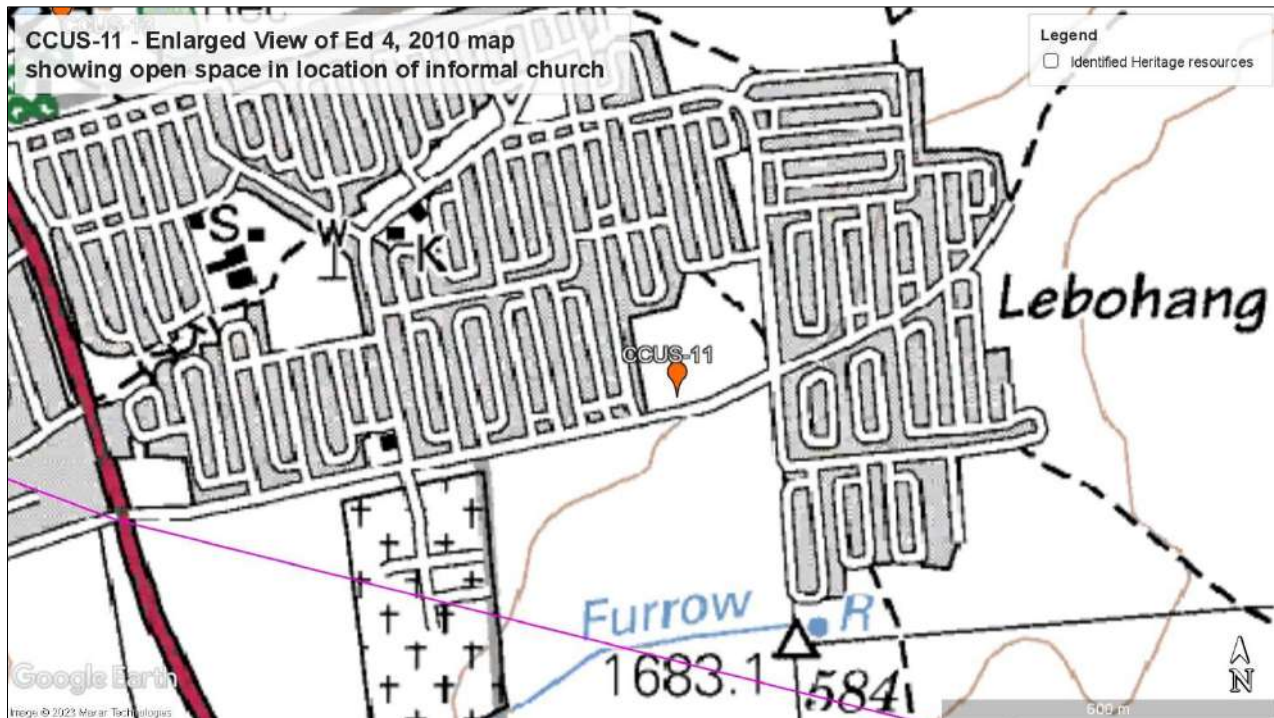 CCUS-11 - Enlarged View of Ed 4, 2010 map
showing open space in location of informal church
Legend
Identified Heritage resources
S
W
K
Lebohang
CCUS-11
Furrow
R
1683.1
584
Google Earth
Image © 2023 Maxar Technologies
N
600 m